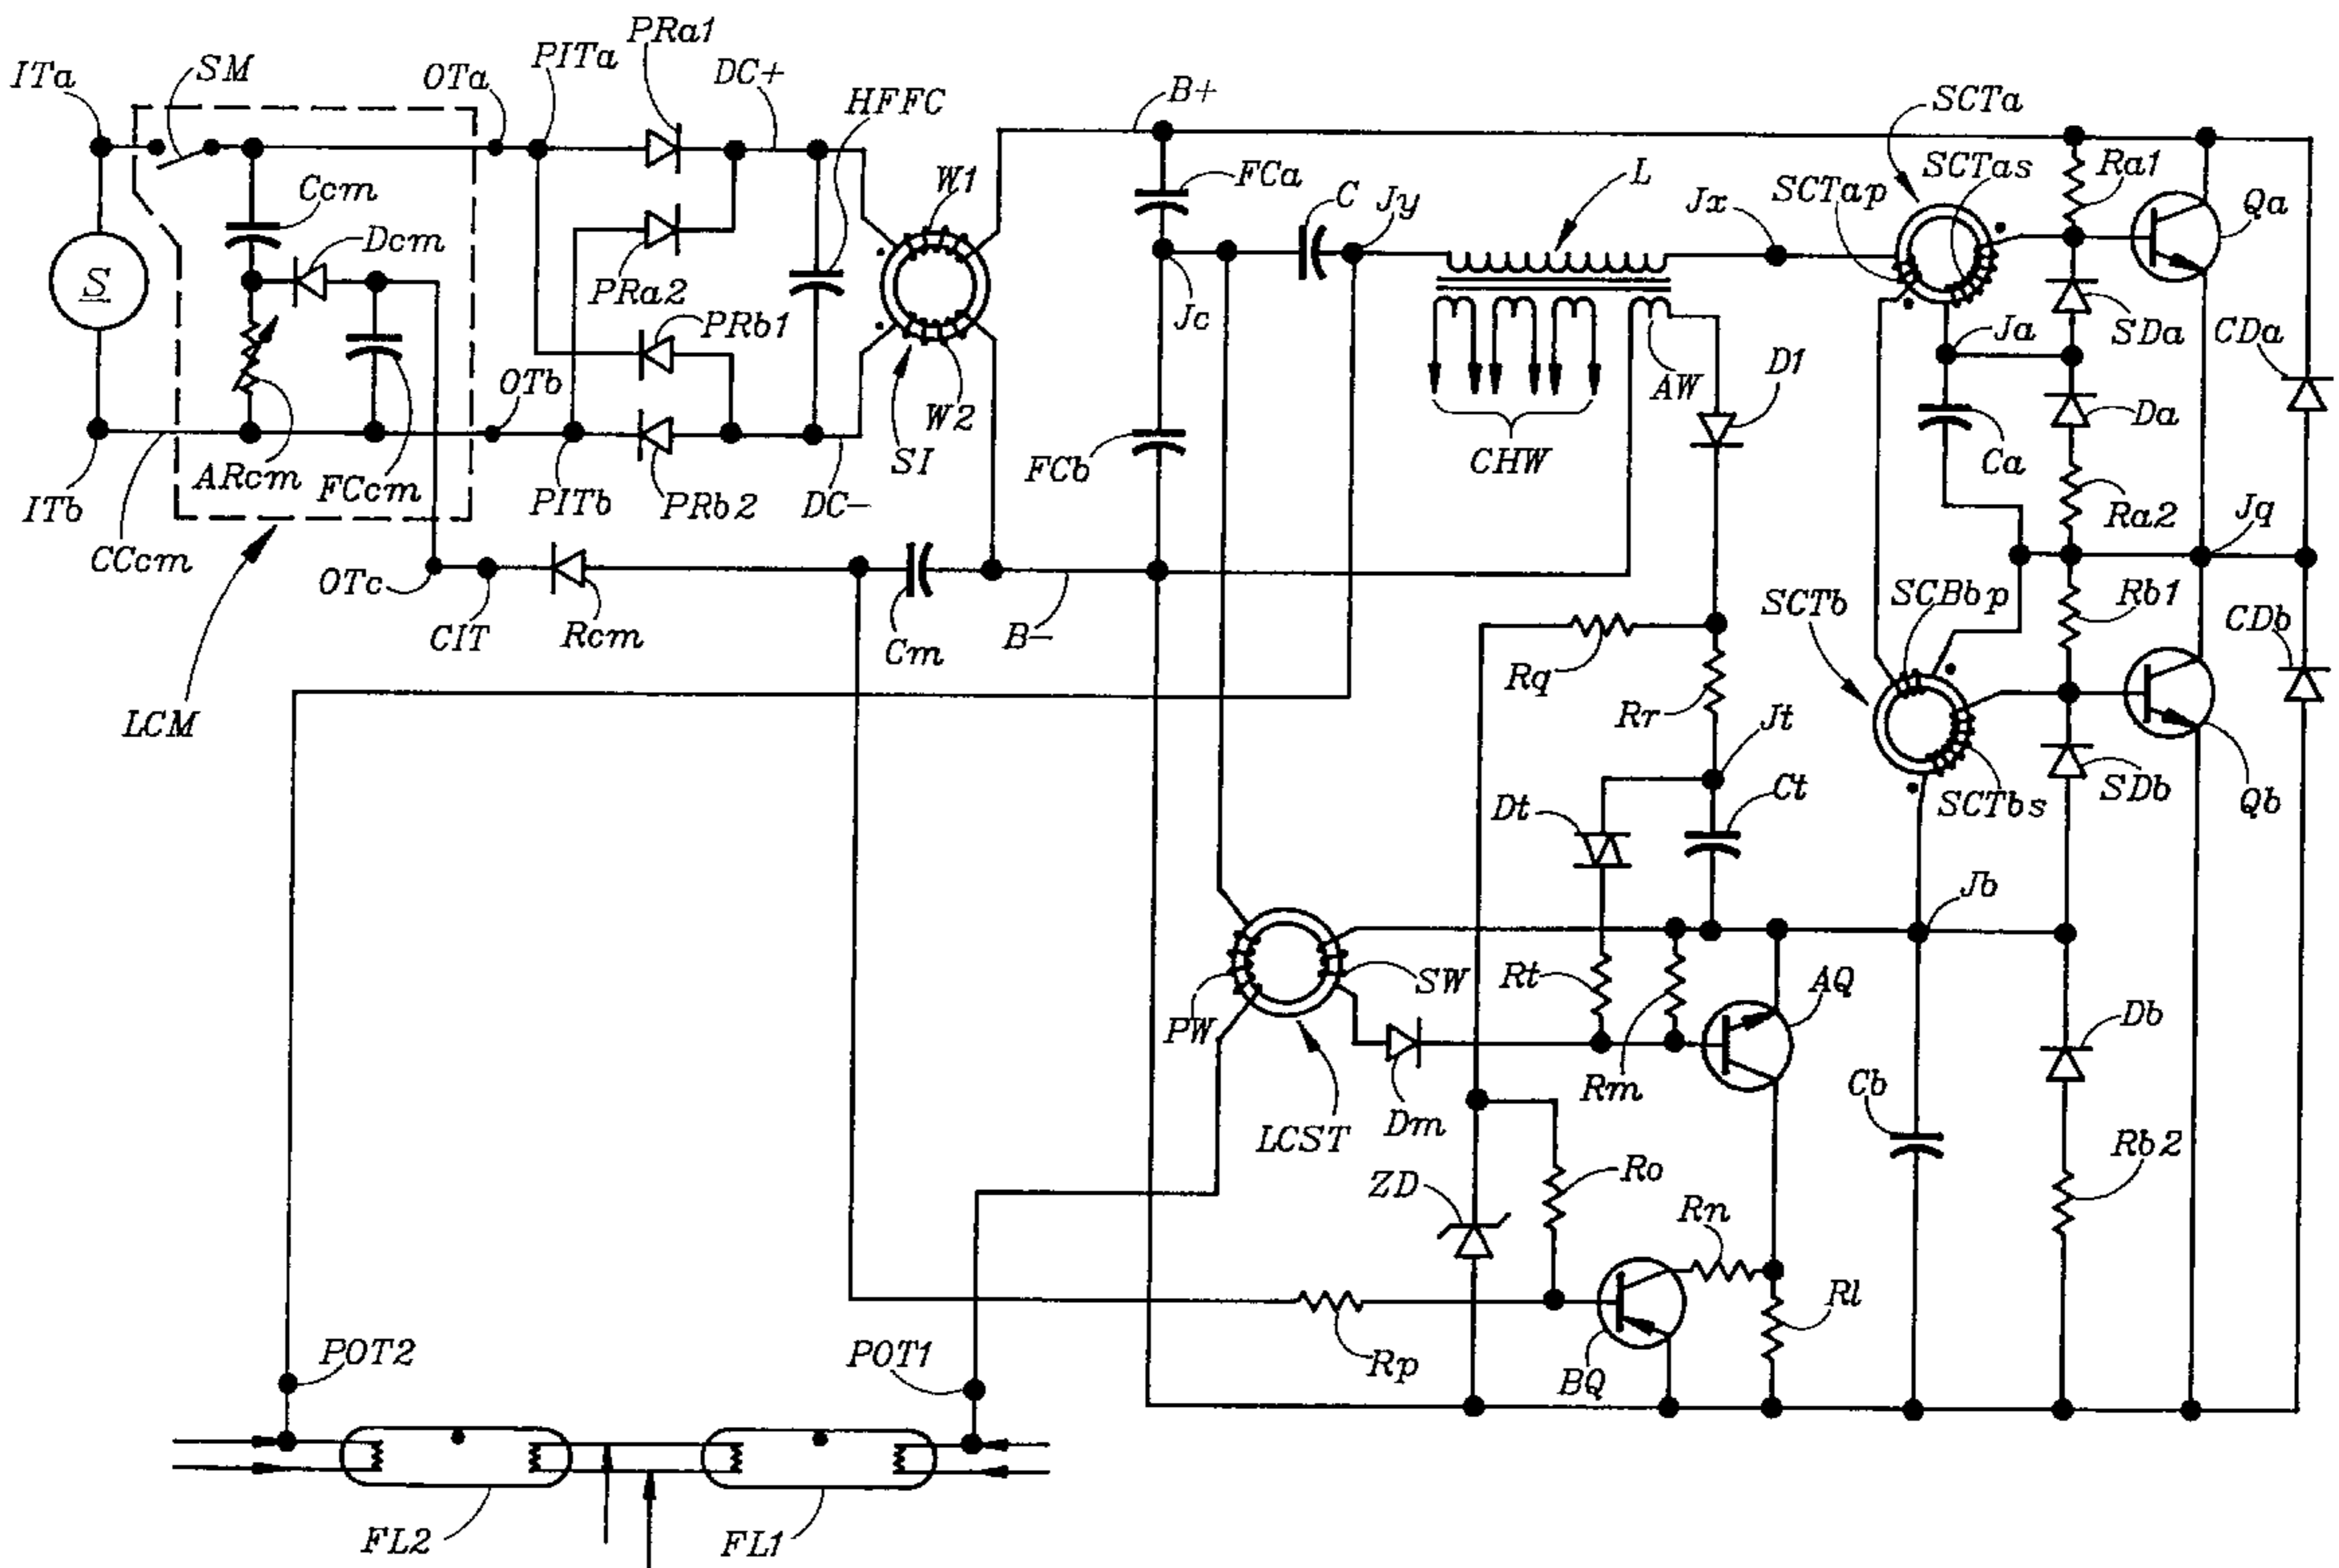 PRa1
PITa
SM
OTa
DC+
ITa
HFFC
B+
SCTa
SCTas
Ra1
W1
FCa
L
SCTap
Qa
Ccm
C
Jy
Jx
Dcm
S
PRa2
Jc
Ja
SDa
CDa
PRb1
OTb
D1
W2
AW
Da
SI
FCb
CHW
Ca
ARcm
FCcm
ITb
PITb
PRb2
DC-
Ra2
Jq
CCcm
OTc
CIT
Rcm
Cm
B-
SCTb
SCBbp
Rb1
CDb
Rq
Rr
LCM
Jt
Dt
Ct
SCTbs
SDb
Qb
Jb
PW
SW
Rt
AQ
Rm
Db
Dm
LCST
Cb
ZD
Ro
Rb2
Rn
Rl
POT2
POT1
Rp
BQ
FL2
FL1